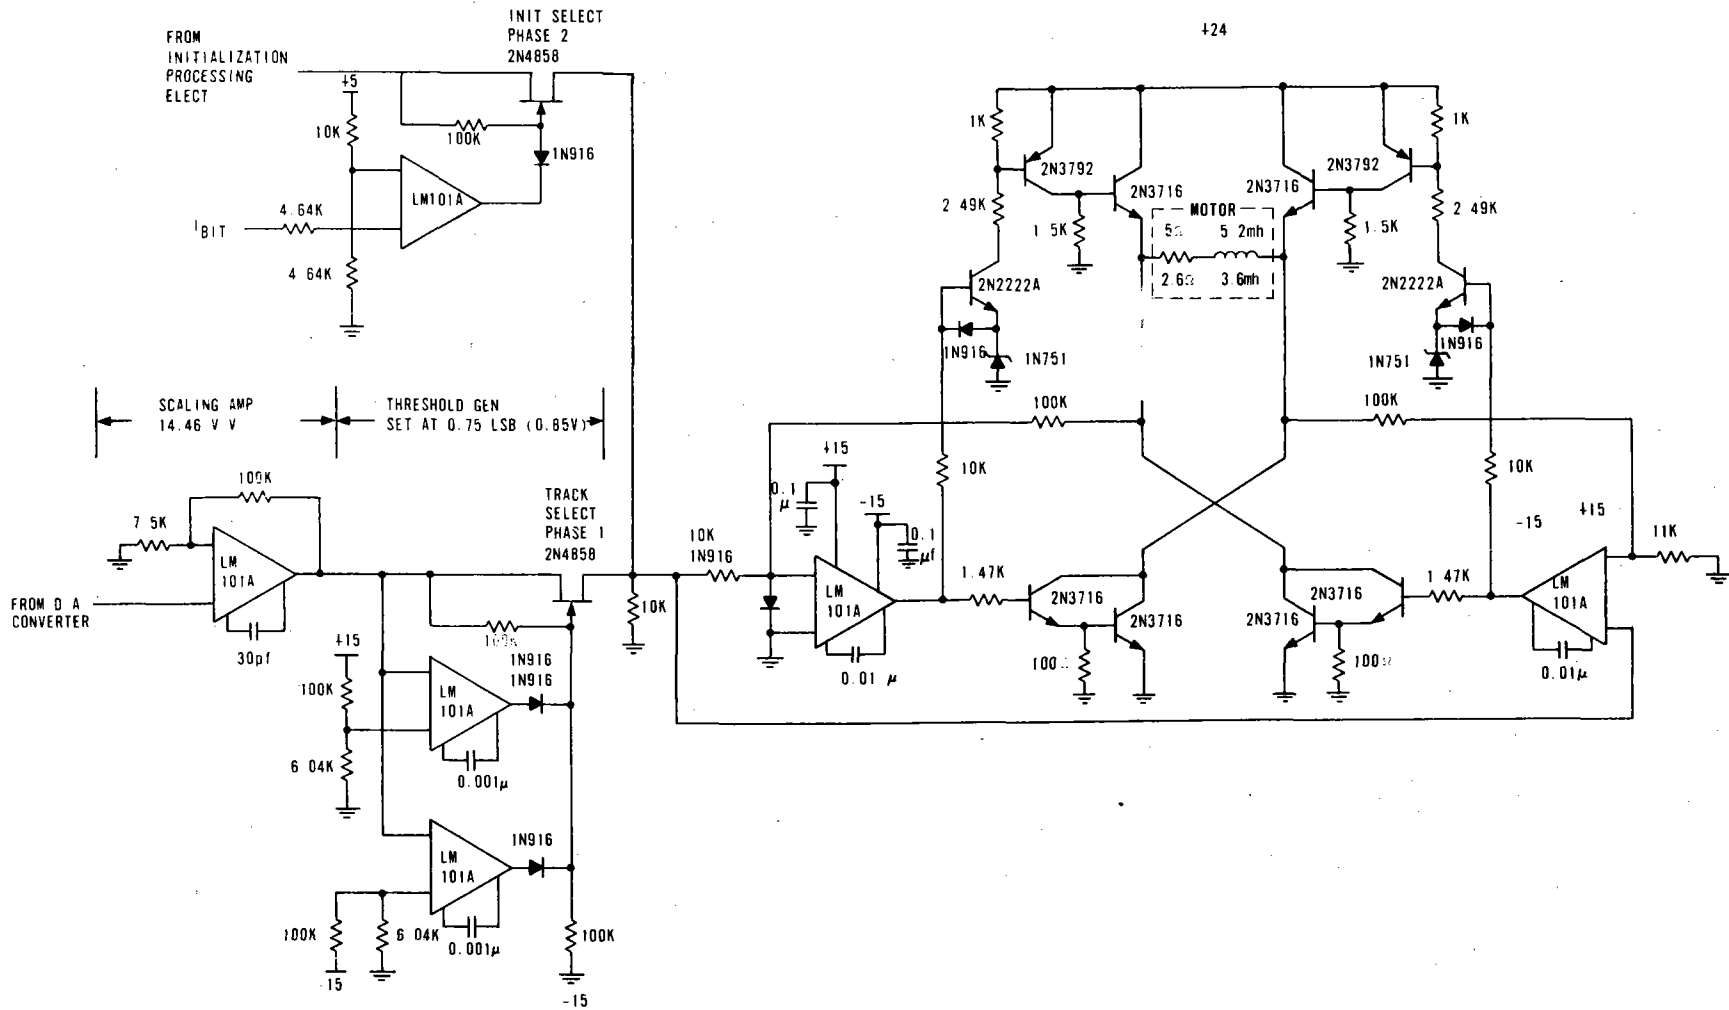 INIT SELECT
PHASE 2
2N4858
FROM
INITIALIZATION
PROCESSING
ELECT
+5
10K
100K
1N916
LM101A
4.64K
IBIT
4.64K
+24
1K
2N3792
2N3716
2 49K
1 5K
MOTOR
5Ω
5 2mh
2.6Ω
3.6mh
2N3792
2N3716
1K
2 49K
1.5K
2N2222A
1N916
1N751
2N2222A
1N916
1N751
SCALING AMP
14.46 V V
THRESHOLD GEN
SET AT 0.75 LSB (0.85V)
100K
7 5K
LM
101A
FROM D A
CONVERTER
30pf
TRACK
SELECT
PHASE 1
2N4858
10K
+15
100K
6 04K
LM
101A
1N916
1N916
0.001μ
LM
101A
1N916
0.001μ
100K
6 04K
-15
100K
-15
100K
100K
+15
-15
0.1
μ
0.1
μf
10K
10K
1N916
LM
101A
0.01 μ
1.47K
2N3716
2N3716
100Ω
2N3716
2N3716
100Ω
1 47K
10K
-15
+15
11K
LM
101A
0.01μ